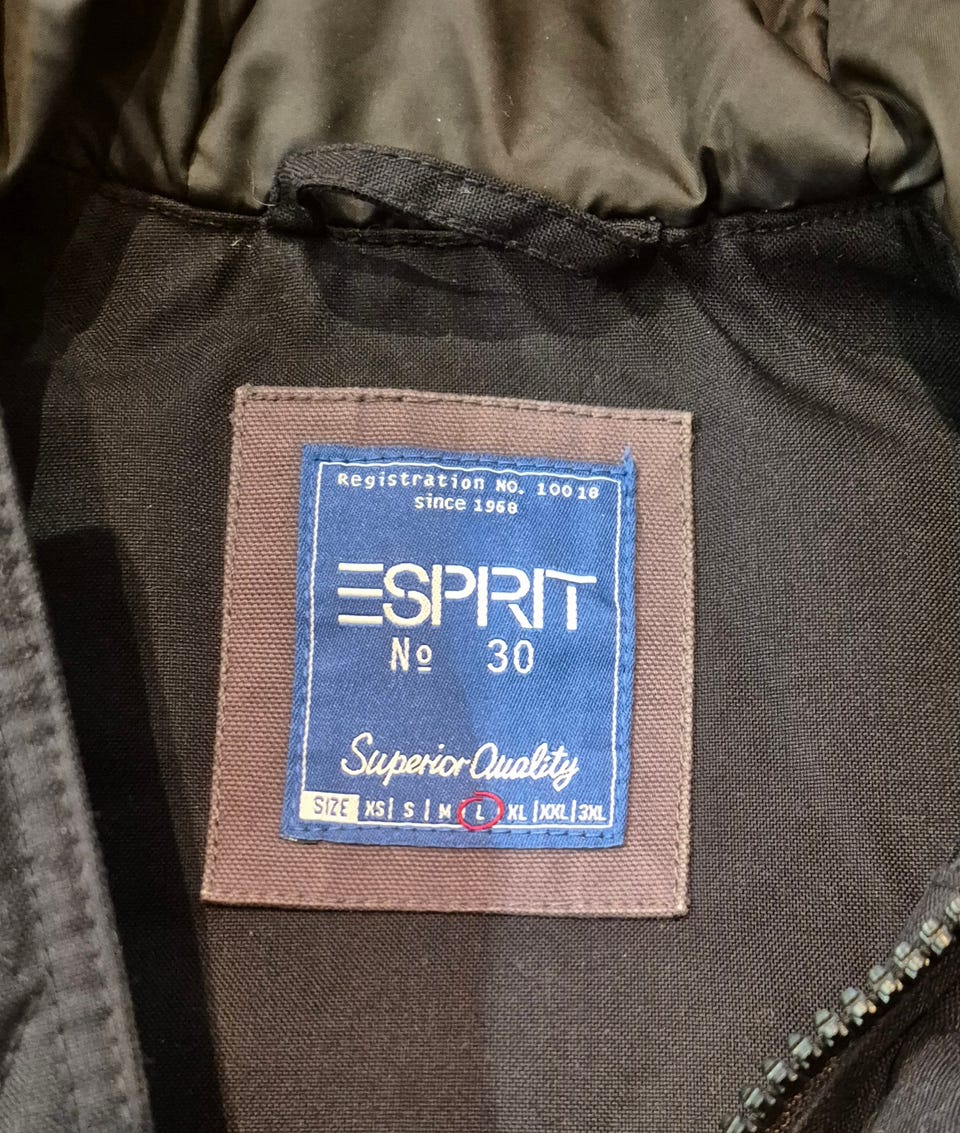 Registration NO. 10018
since 1968
ESPRIT
Nº 30
Superior Quality
SIZE XS | S | M | L | XL | XXL | 3XL